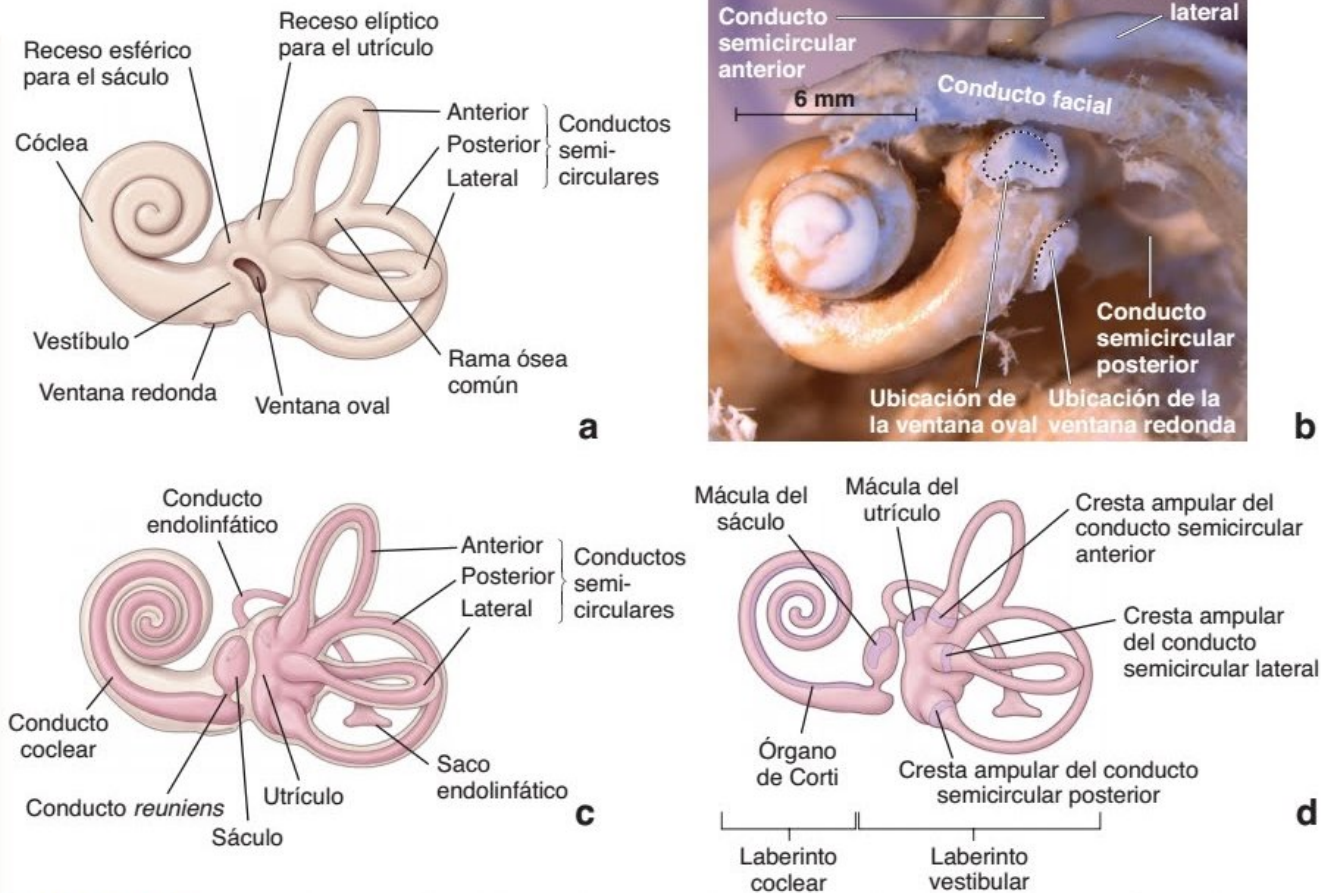 Receso esférico
para el sáculo
Receso elíptico
para el utrículo
Cóclea
Anterior
Posterior
Lateral
Conductos
semi-
circulares
Vestíbulo
Ventana redonda
Ventana oval
Rama ósea
común
a
Conducto
semicircular
anterior
lateral
6 mm
Conducto facial
Conducto
semicircular
posterior
Ubicación de
la ventana oval
Ubicación de la
ventana redonda
b
Conducto
endolinfático
Anterior
Posterior
Lateral
Conductos
semi-
circulares
Conducto
coclear
Conducto reuniens
Sáculo
Utrículo
Saco
endolinfático
c
Mácula del
sáculo
Mácula del
utrículo
Cresta ampular del
conducto semicircular
anterior
Cresta ampular
del conducto
semicircular lateral
Órgano
de Corti
Cresta ampular del conducto
semicircular posterior
d
Laberinto
coclear
Laberinto
vestibular